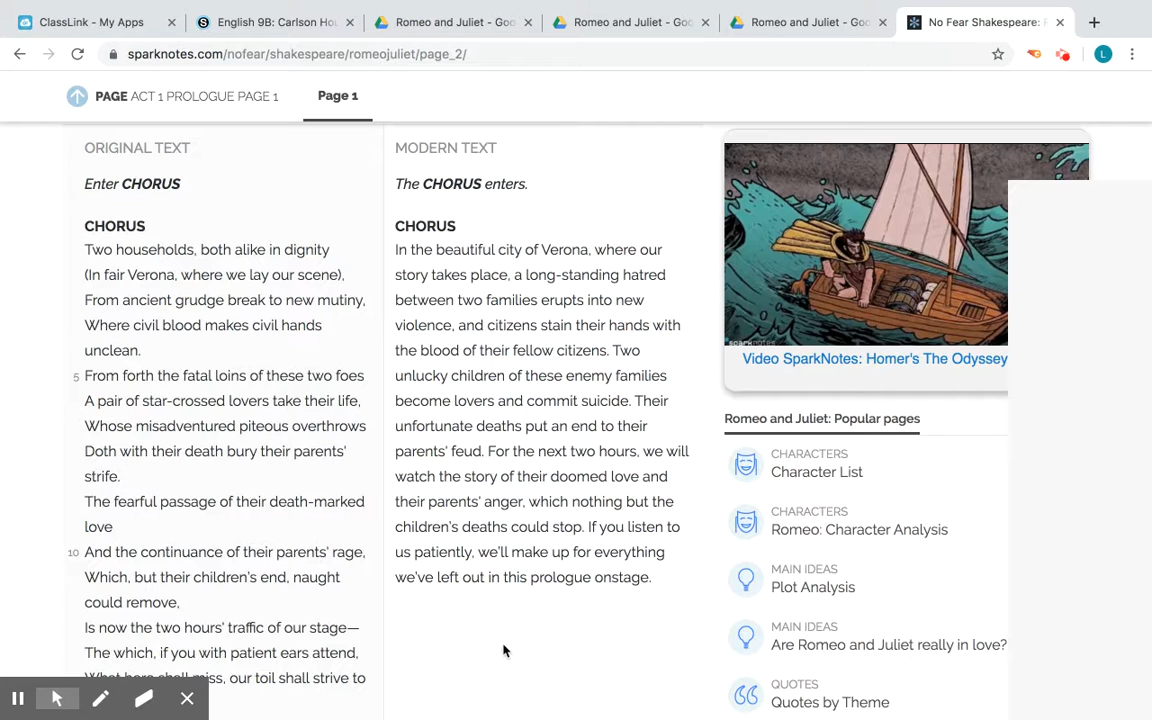 ClassLink - My Apps
English 9B: Carlson Hou
Romeo and Juliet - Goo
Romeo and Juliet - Goo
Romeo and Juliet - Goo
No Fear Shakespeare: R
sparknotes.com/nofear/shakespeare/romeojuliet/page_2/
L
PAGE ACT 1 PROLOGUE PAGE 1
Page 1
ORIGINAL TEXT
Enter CHORUS
CHORUS
Two households, both alike in dignity
(In fair Verona, where we lay our scene),
From ancient grudge break to new mutiny,
Where civil blood makes civil hands
unclean.
5 From forth the fatal loins of these two foes
A pair of star-crossed lovers take their life,
Whose misadventured piteous overthrows
Doth with their death bury their parents'
strife.
The fearful passage of their death-marked
love
10 And the continuance of their parents' rage,
Which, but their children's end, naught
could remove,
Is now the two hours' traffic of our stage—
The which, if you with patient ears attend,
What here shall miss, our toil shall strive to
MODERN TEXT
The CHORUS enters.
CHORUS
In the beautiful city of Verona, where our
story takes place, a long-standing hatred
between two families erupts into new
violence, and citizens stain their hands with
the blood of their fellow citizens. Two
unlucky children of these enemy families
become lovers and commit suicide. Their
unfortunate deaths put an end to their
parents' feud. For the next two hours, we will
watch the story of their doomed love and
their parents' anger, which nothing but the
children's deaths could stop. If you listen to
us patiently, we'll make up for everything
we've left out in this prologue onstage.
sparknotes
Video SparkNotes: Homer's The Odyssey
Romeo and Juliet: Popular pages
CHARACTERS
Character List
CHARACTERS
Romeo: Character Analysis
MAIN IDEAS
Plot Analysis
MAIN IDEAS
Are Romeo and Juliet really in love?
QUOTES
Quotes by Theme